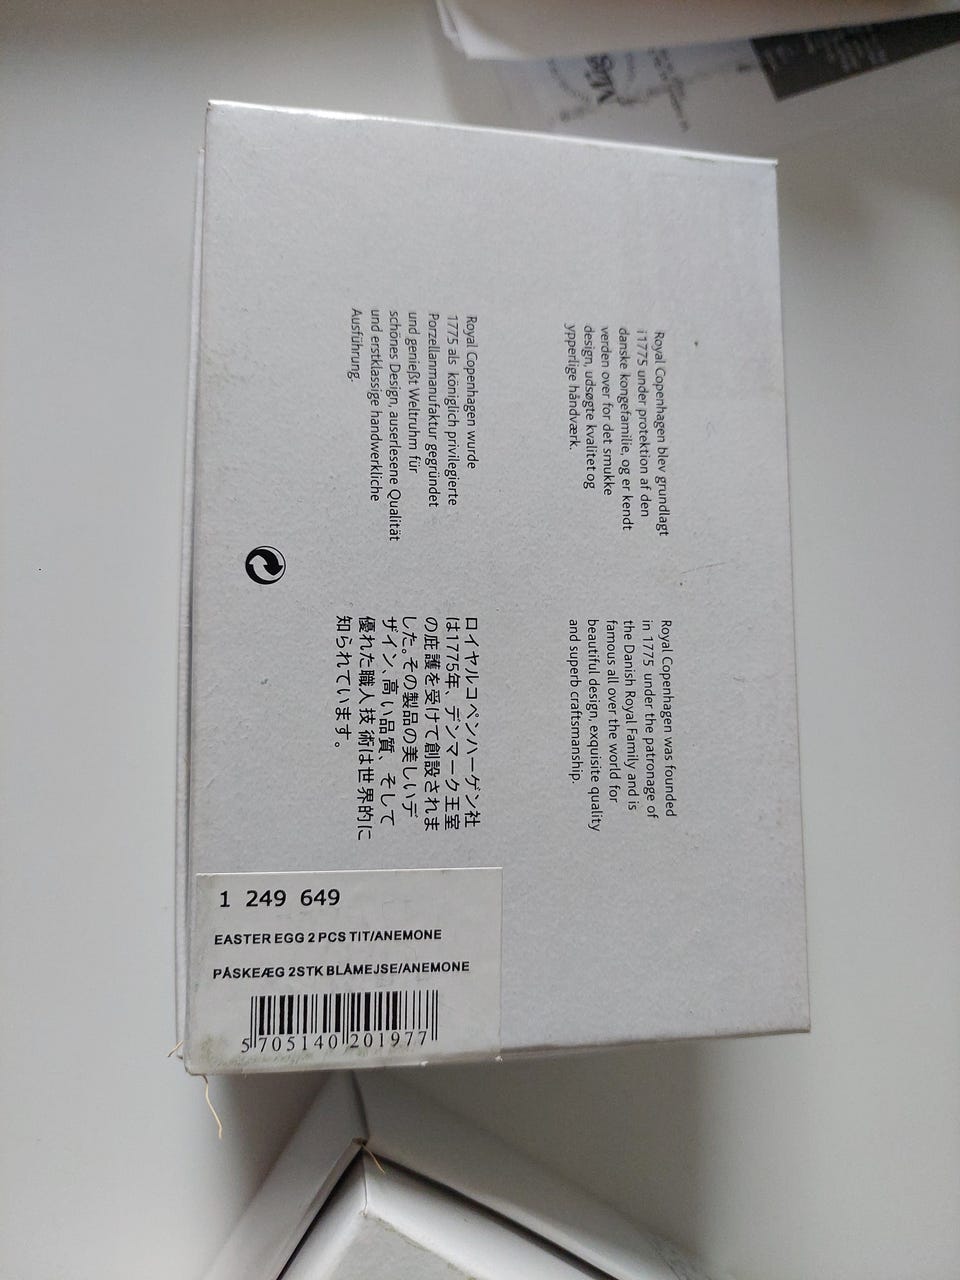 Royal Copenhagen blev grundlagt
i 1775 under protektion af den
danske kongefamilie, og er kendt
verden over for det smukke
design, udsøgte kvalitet og
ypperlige håndværk.
Royal Copenhagen was founded
in 1775 under the patronage of
the Danish Royal Family and is
famous all over the world for
beautiful design, exquisite quality
and superb craftsmanship.
Royal Copenhagen wurde
1775 als königlich privilegierte
Porzellanmanufaktur gegründet
und genießt Weltruhm für
schönes Design, auserlesene Qualität
und erstklassige handwerkliche
Ausführung.
ロイヤルコペンハーゲン社
は1775年、デンマーク王室
の庇護を受けて創設されま
した。その製品の美しいデ
ザイン、高い品質、そして
優れた職人技術は世界的に
知られています。
1 249 649
EASTER EGG 2 PCS TIT/ANEMONE
PÅSKEÆG 2STK BLÅMEJSE/ANEMONE
5 705140 201977